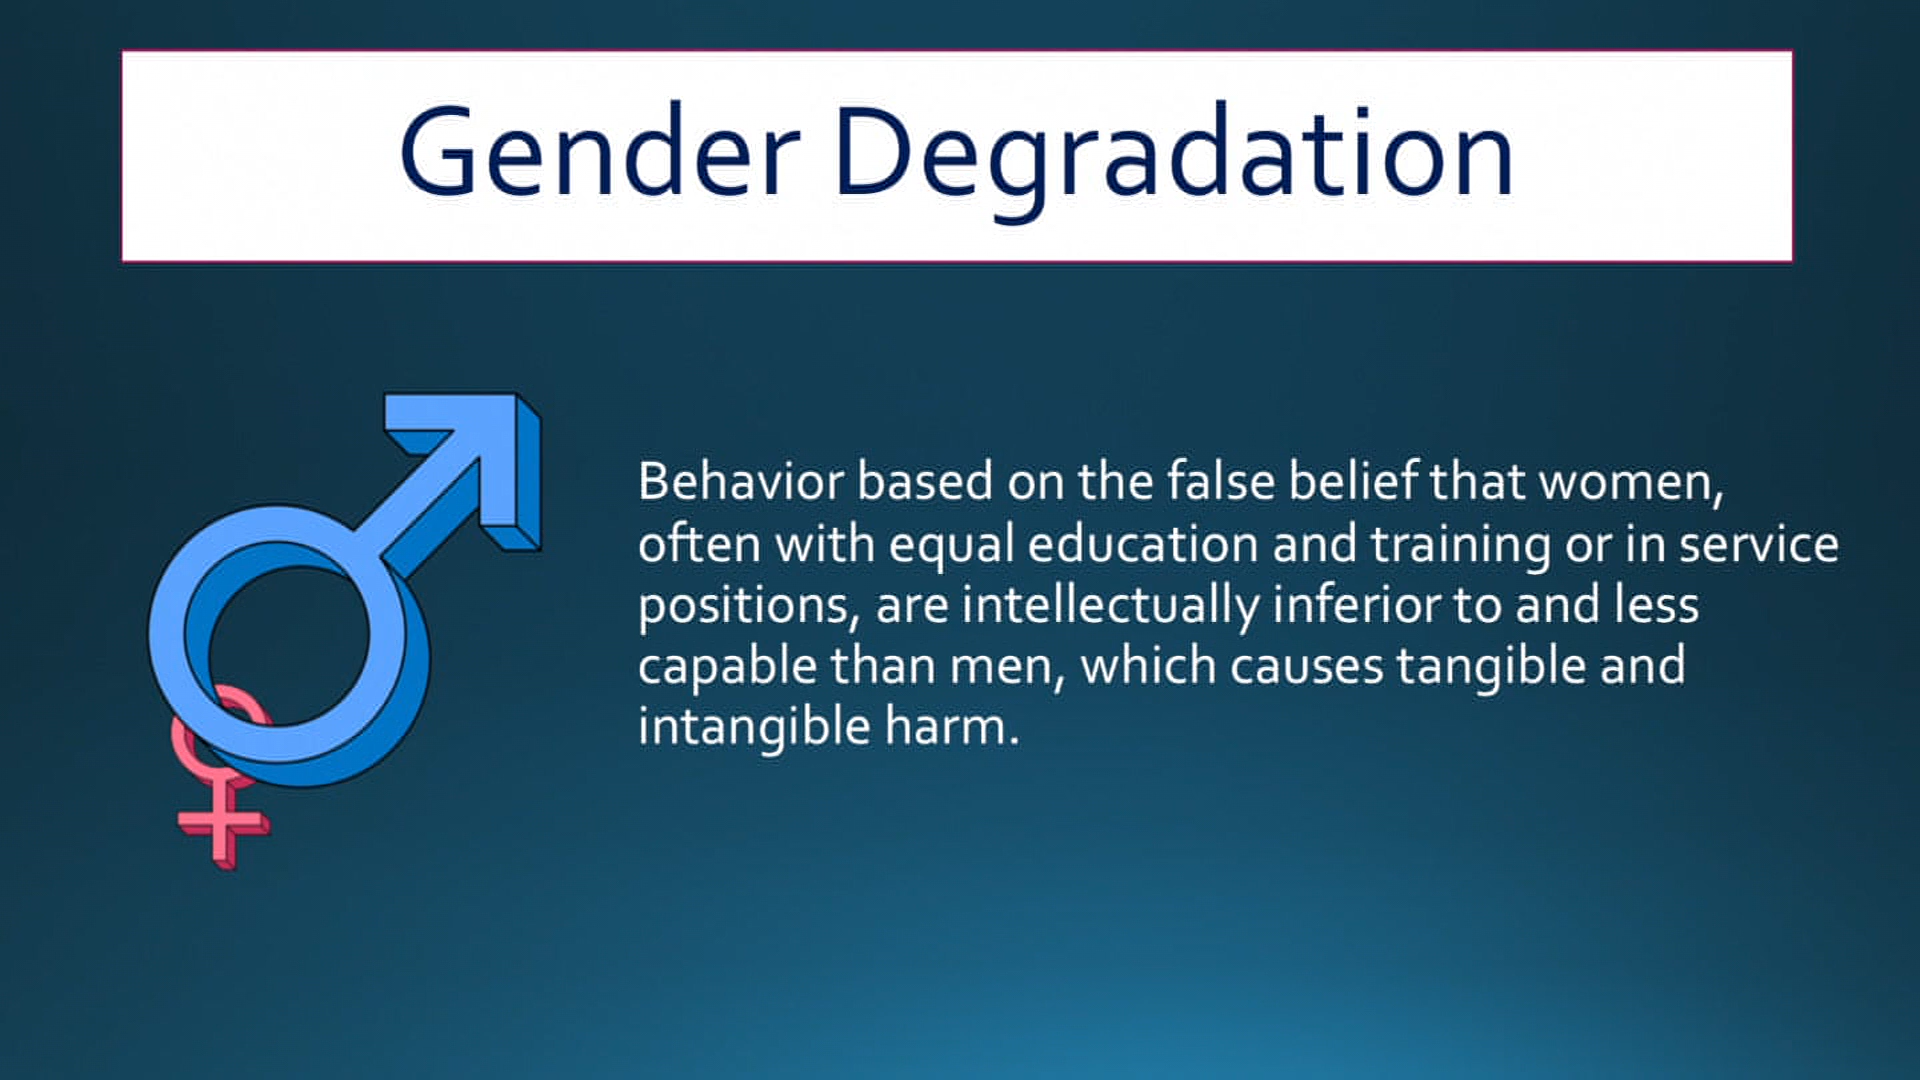 Gender Degradation
Behavior based on the false belief that women,
often with equal education and training or in service
positions, are intellectually inferior to and less
capable than men, which causes tangible and
intangible harm.